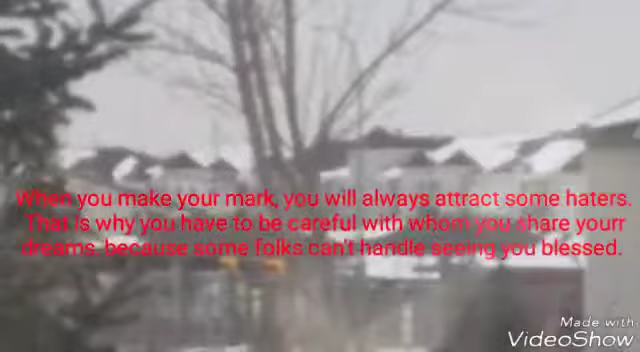 When you make your mark, you will always attract some haters.
That is why you have to be careful with whom you share yourr
dreams. because some folks can't handle seeing you blessed.
Made with
VideoShow